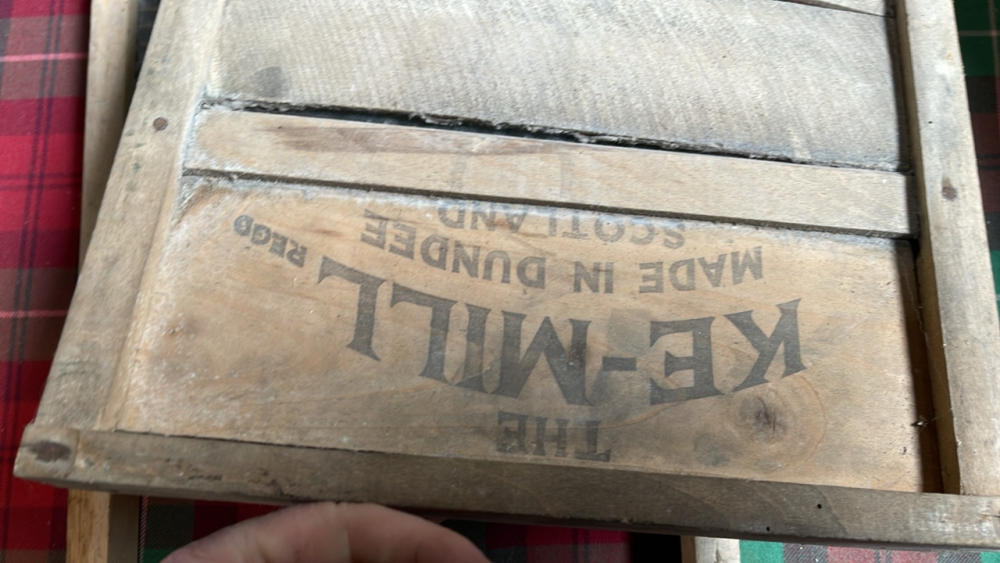 THE
KE-MILL REGD
MADE IN DUNDEE
SCOTLAND